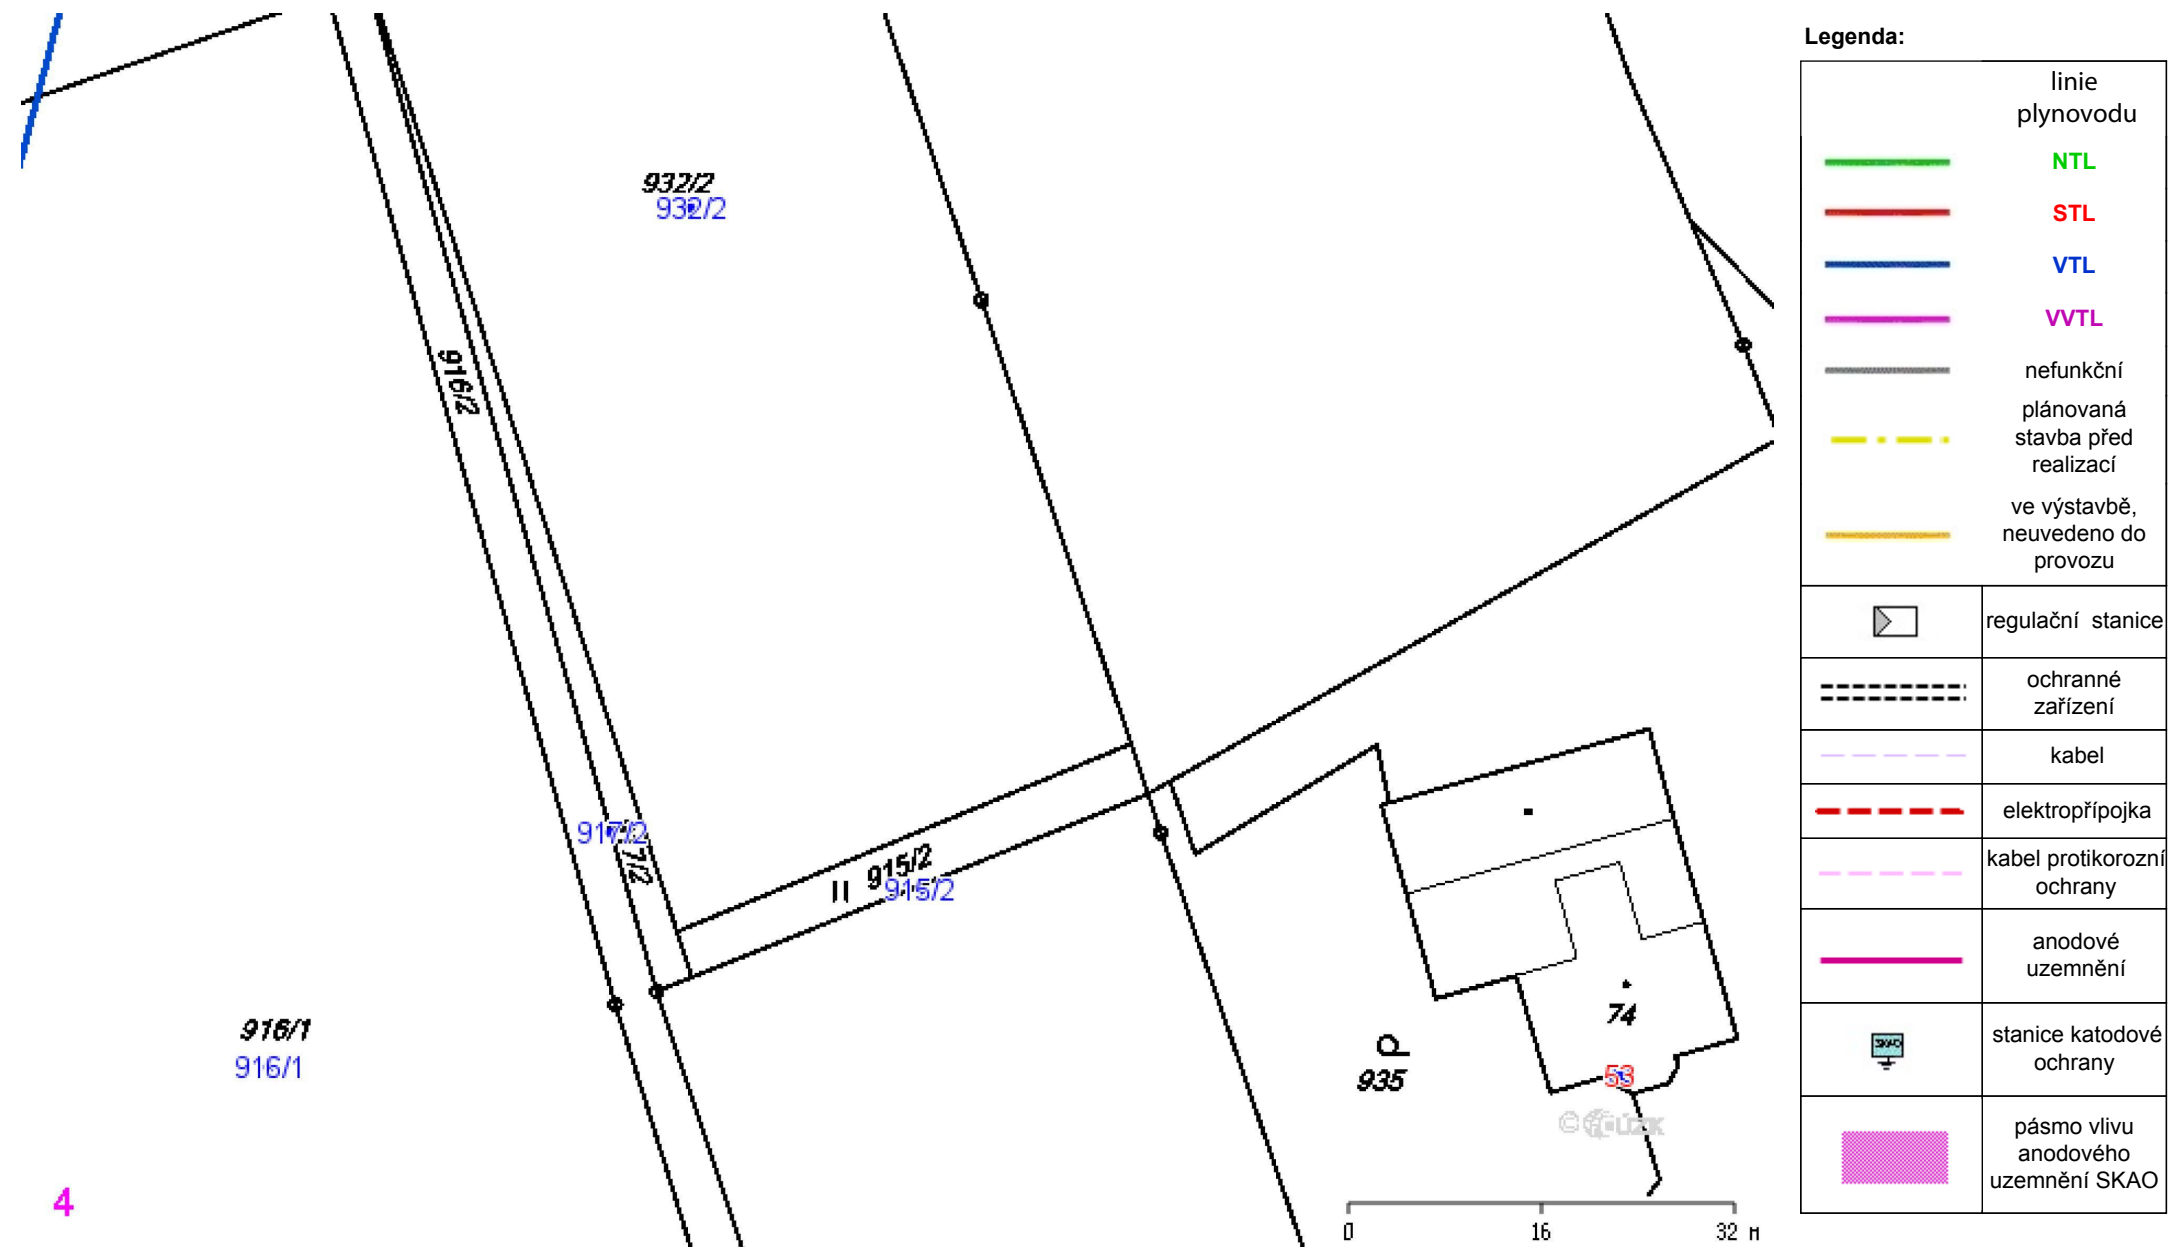 Legenda:
linie
plynovodu
NTL
STL
VTL
VVTL
nefunkční
plánovaná
stavba před
realizací
ve výstavbě,
neuvedeno do
provozu
regulační stanice
ochranné
zařízení
kabel
elektropřípojka
kabel protikorozní
ochrany
anodové
uzemnění
SKAO
stanice katodové
ochrany
pásmo vlivu
anodového
uzemnění SKAO
932/2
932/2
916/2
917/2
7/2
915/2
915/2
916/1
916/1
74
935
53
© ČÚZK
4
0 16 32 M